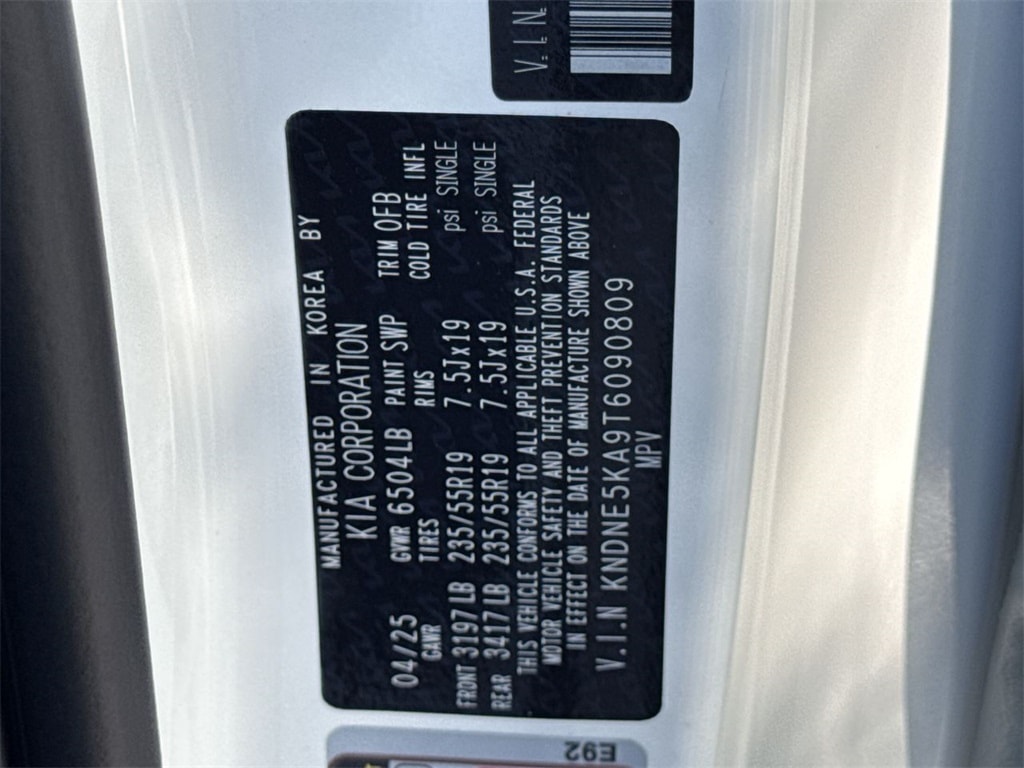 MANUFACTURED IN KOREA BY
KIA CORPORATION
04/25 GVWR 6504LB PAINT SWP TRIM OFB
GAWR TIRES RIMS COLD TIRE INFL
FRONT 3197LB 235/55R19 7.5Jx19 psi SINGLE
REAR 3417LB 235/55R19 7.5Jx19 psi SINGLE
THIS VEHICLE CONFORMS TO ALL APPLICABLE U.S.A. FEDERAL
MOTOR VEHICLE SAFETY AND THEFT PREVENTION STANDARDS
IN EFFECT ON THE DATE OF MANUFACTURE SHOWN ABOVE
V.I.N KNDNE5KA9T6090809
MPV
V.I.N.
E92